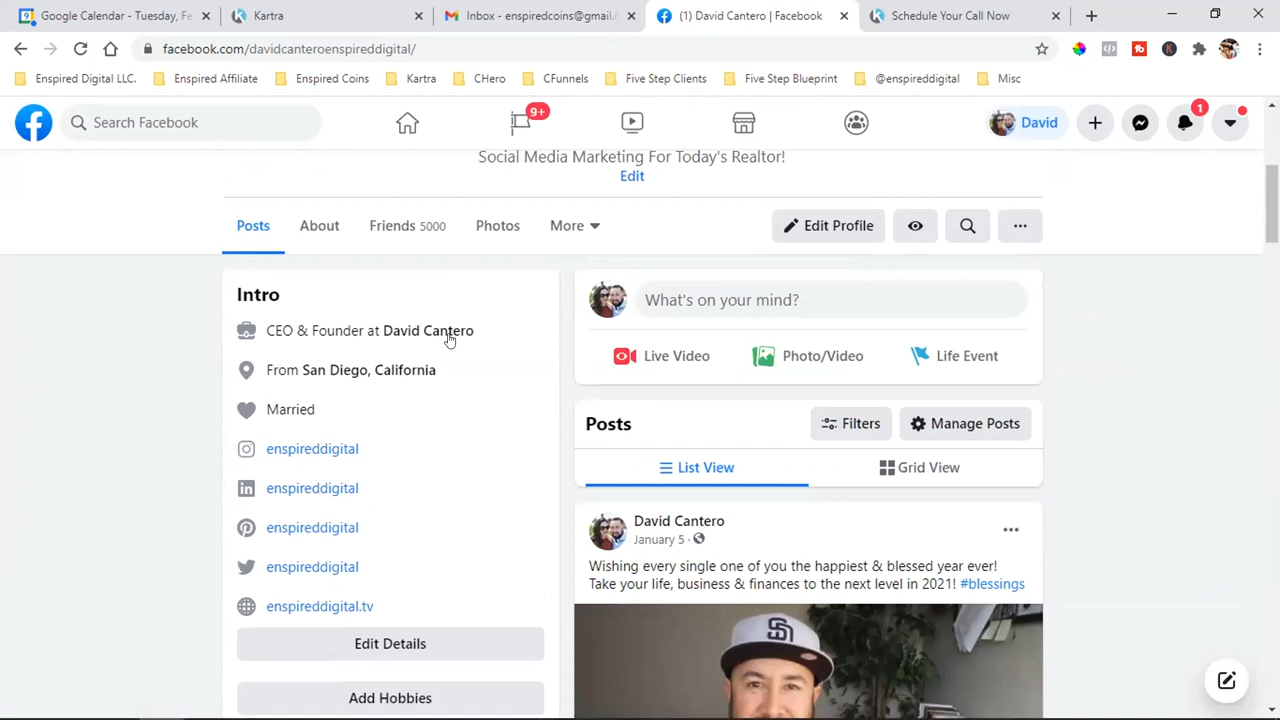 Google Calendar - Tuesday, Fe
Kartra
Inbox - enspiredcoins@gmail.c
(1) David Cantero | Facebook
Schedule Your Call Now
facebook.com/davidcanteroenspireddigital/
Enspired Digital LLC.
Enspired Affiliate
Enspired Coins
Kartra
CHero
CFunnels
Five Step Clients
Five Step Blueprint
@enspireddigital
Misc
Search Facebook
9+
David
1
Social Media Marketing For Today's Realtor!
Edit
Posts
About
Friends 5000
Photos
More
Edit Profile
Intro
CEO & Founder at David Cantero
From San Diego, California
Married
enspireddigital
enspireddigital
enspireddigital
enspireddigital
enspireddigital.tv
Edit Details
Add Hobbies
What's on your mind?
Live Video
Photo/Video
Life Event
Posts
Filters
Manage Posts
List View
Grid View
David Cantero
January 5 ·
Wishing every single one of you the happiest & blessed year ever!
Take your life, business & finances to the next level in 2021! #blessings